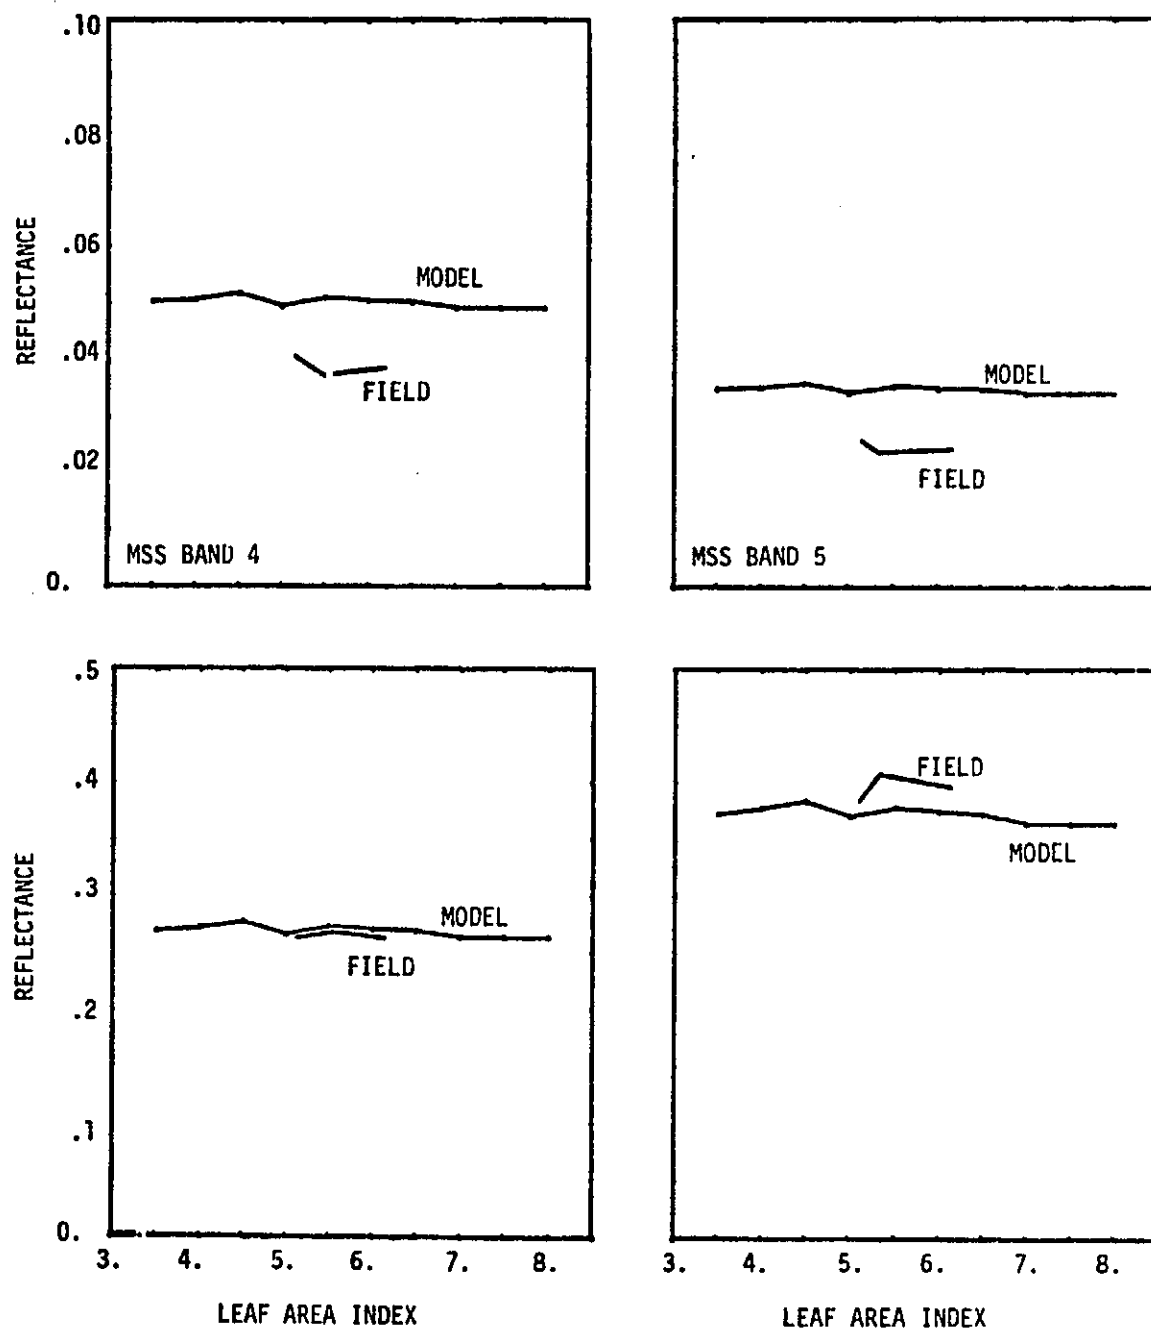 .10
.08
.06
.04
.02
0.
REFLECTANCE
MODEL
FIELD
MSS BAND 4
MODEL
FIELD
MSS BAND 5
.5
.4
.3
.2
.1
0.
REFLECTANCE
MODEL
FIELD
3. 4. 5. 6. 7. 8.
LEAF AREA INDEX
FIELD
MODEL
3. 4. 5. 6. 7. 8.
LEAF AREA INDEX